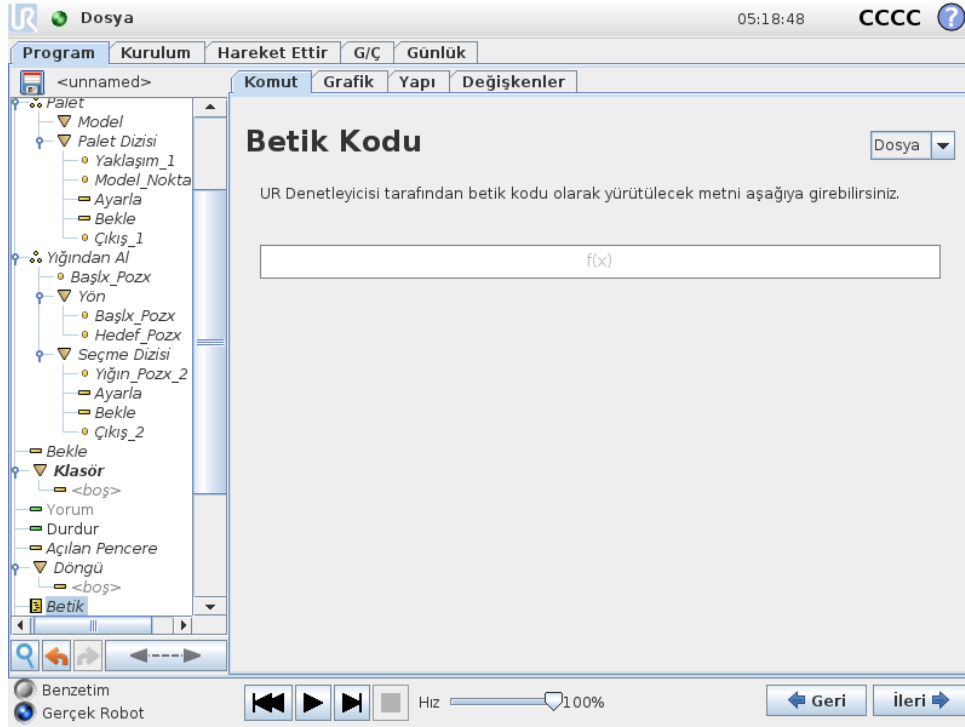 UR Dosya 05:18:48 CCCC ?
Program Kurulum Hareket Ettir G/Ç Günlük
<unnamed> Komut Grafik Yapı Değişkenler
Palet
Model
Palet Dizisi
Yaklaşım_1
Model_Nokta
Ayarla
Bekle
Çıkış_1
Yığından Al
Başlx_Pozx
Yön
Başlx_Pozx
Hedef_Pozx
Seçme Dizisi
Yığın_Pozx_2
Ayarla
Bekle
Çıkış_2
Bekle
Klasör
<boş>
Yorum
Durdur
Açılan Pencere
Döngü
<boş>
Betik
Betik Kodu
Dosya
UR Denetleyicisi tarafından betik kodu olarak yürütülecek metni aşağıya girebilirsiniz.
f(x)
Benzetim
Gerçek Robot
Hız 100%
Geri İleri